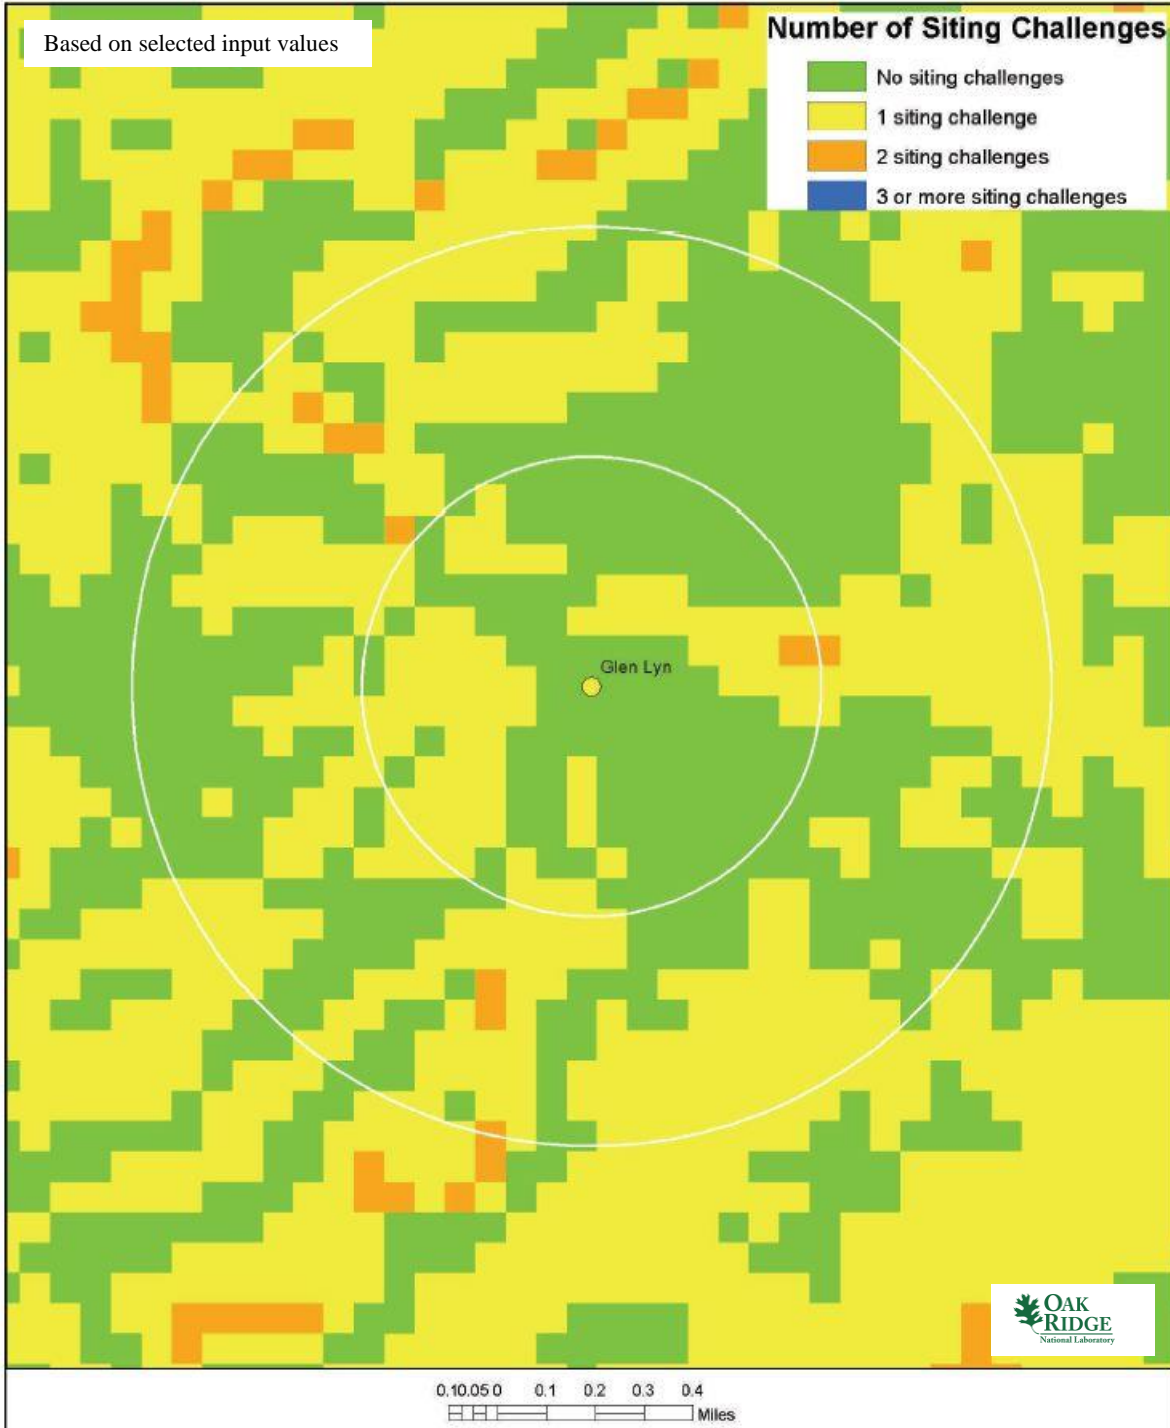 Based on selected input values
Number of Siting Challenges
No siting challenges
1 siting challenge
2 siting challenges
3 or more siting challenges
Glen Lyn
OAK
RIDGE
National Laboratory
0.10.05 0 0.1 0.2 0.3 0.4
Miles